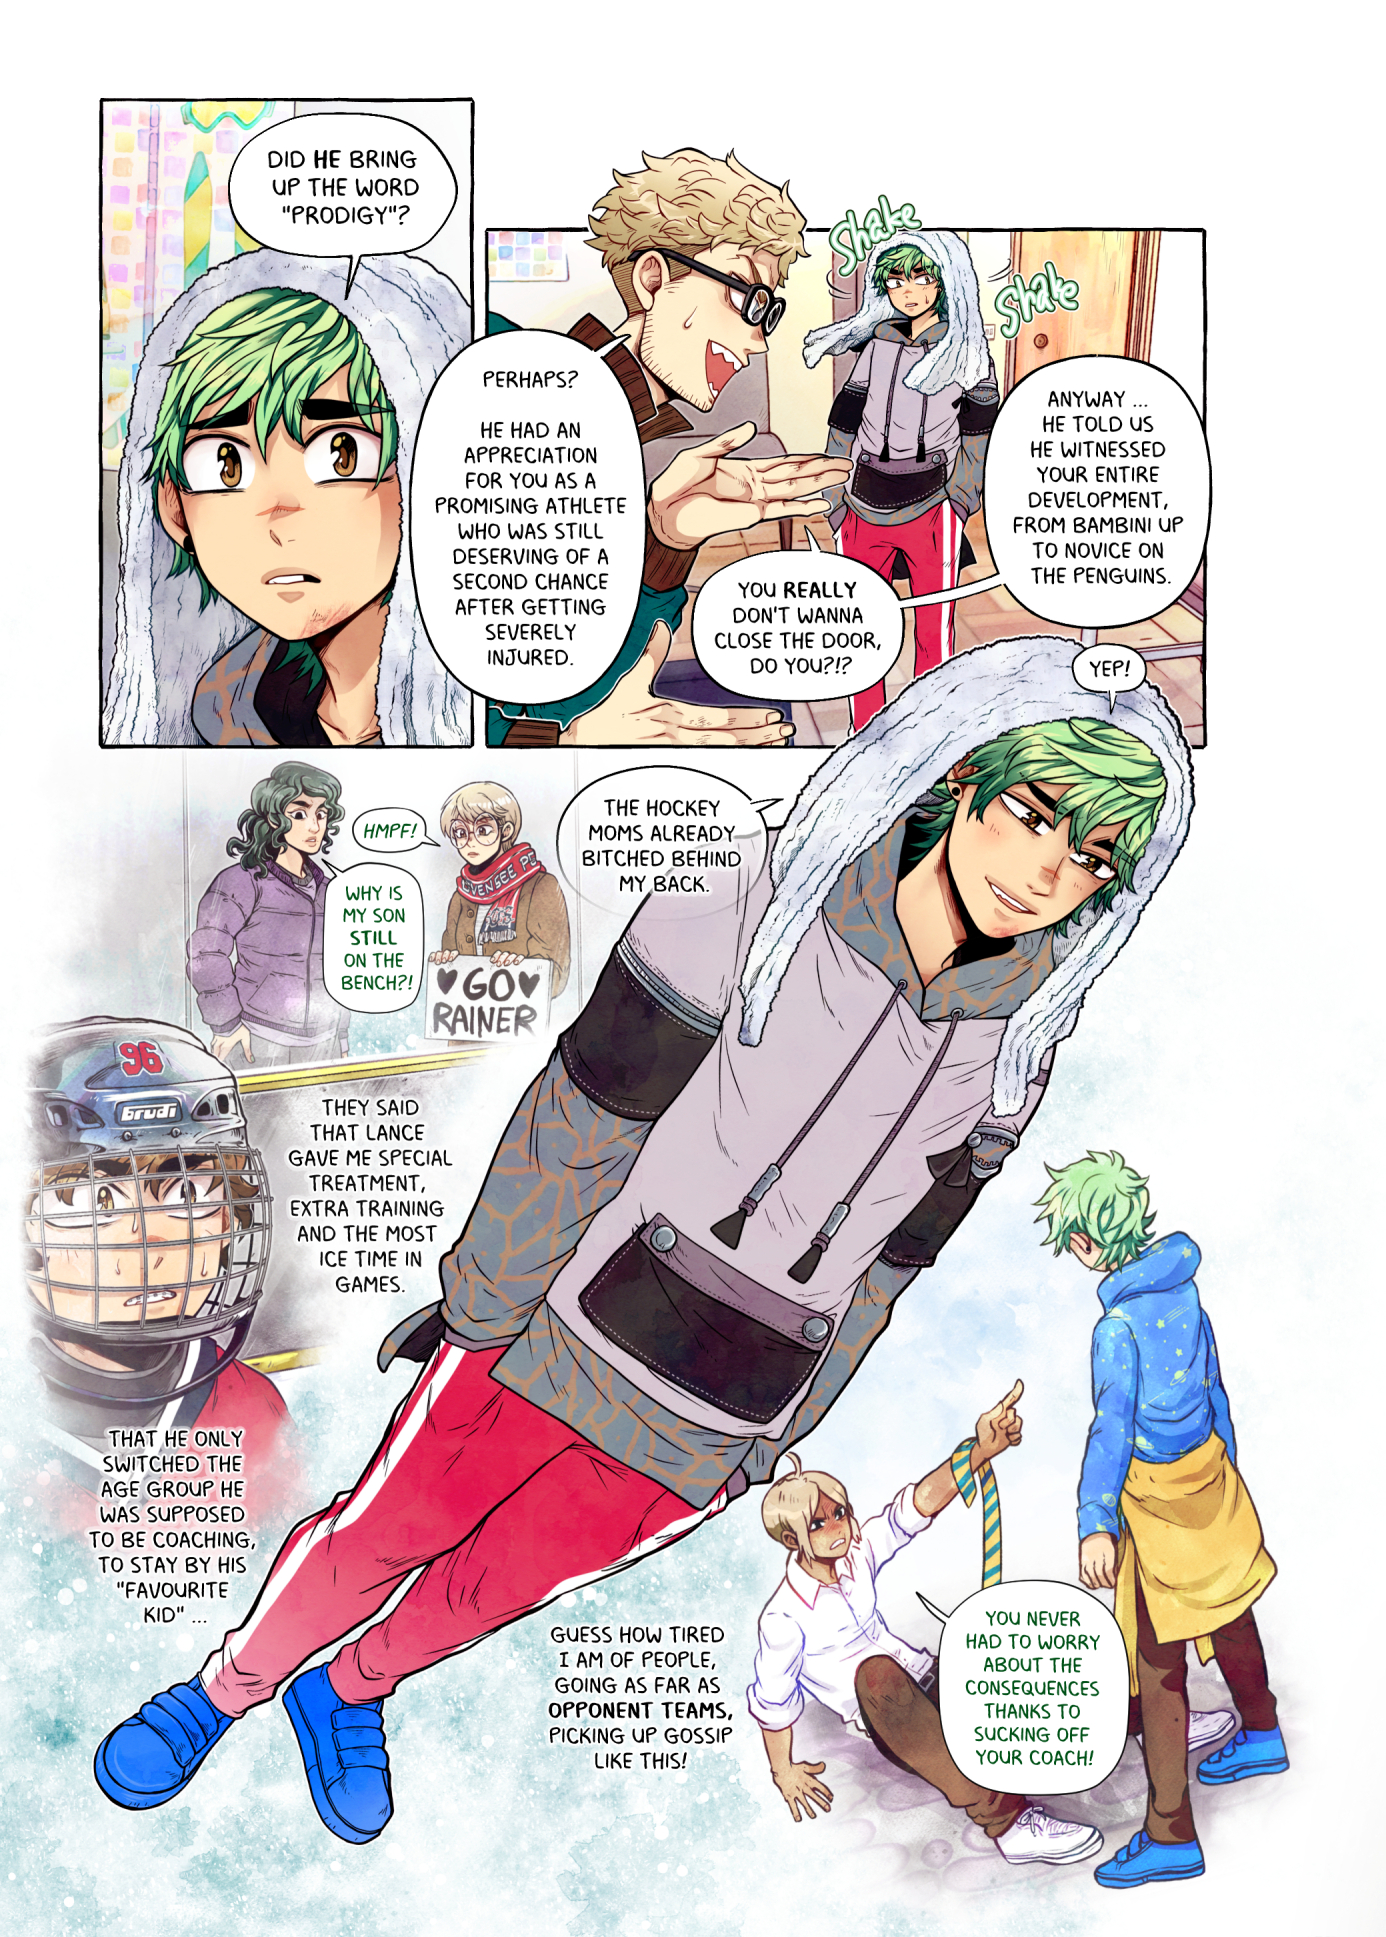 DID HE BRING
UP THE WORD
"PRODIGY"?
Shake
Shake
PERHAPS?
HE HAD AN
APPRECIATION
FOR YOU AS A
PROMISING ATHLETE
WHO WAS STILL
DESERVING OF A
SECOND CHANCE
AFTER GETTING
SEVERELY
INJURED.
ANYWAY ...
HE TOLD US
HE WITNESSED
YOUR ENTIRE
DEVELOPMENT,
FROM BAMBINI UP
TO NOVICE ON
THE PENGUINS.
YOU REALLY
DON'T WANNA
CLOSE THE DOOR,
DO YOU?!?
YEP!
THE HOCKEY
MOMS ALREADY
BITCHED BEHIND
MY BACK.
HMPF!
WHY IS
MY SON
STILL
ON THE
BENCH?!
VENSEE PE
GO
RAINER
96
brudi
THEY SAID
THAT LANCE
GAVE ME SPECIAL
TREATMENT,
EXTRA TRAINING
AND THE MOST
ICE TIME IN
GAMES.
THAT HE ONLY
SWITCHED THE
AGE GROUP HE
WAS SUPPOSED
TO BE COACHING,
TO STAY BY HIS
"FAVOURITE
KID" ...
GUESS HOW TIRED
I AM OF PEOPLE,
GOING AS FAR AS
OPPONENT TEAMS,
PICKING UP GOSSIP
LIKE THIS!
YOU NEVER
HAD TO WORRY
ABOUT THE
CONSEQUENCES
THANKS TO
SUCKING OFF
YOUR COACH!